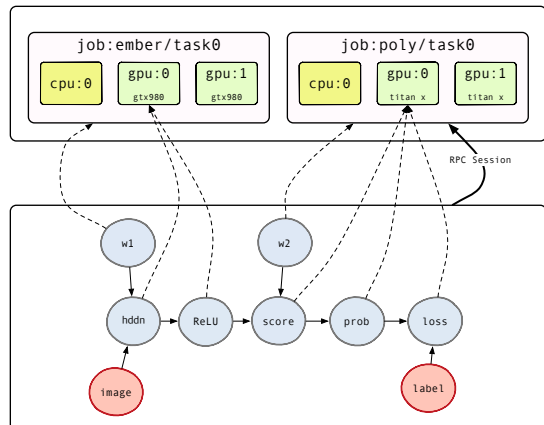 job:ember/task0
cpu:0
gpu:0
gtx980
gpu:1
gtx980
job:poly/task0
cpu:0
gpu:0
titan x
gpu:1
titan x
RPC Session
w1
w2
hddn
ReLU
score
prob
loss
image
label